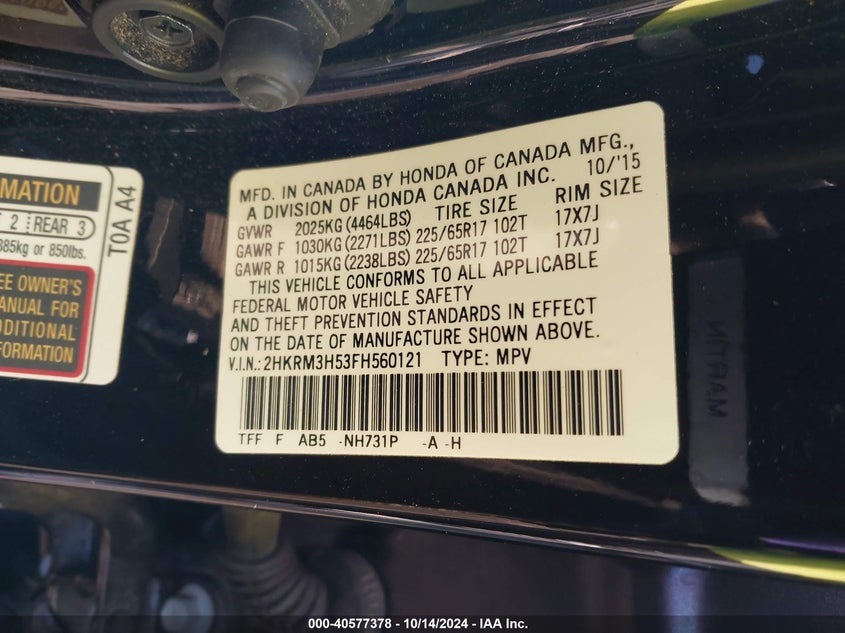 RMATION
T 2 REAR 3
385kg or 850lbs.
EE OWNER'S
ANUAL FOR
DDITIONAL
FORMATION
T0A A4
MFD. IN CANADA BY HONDA OF CANADA MFG.,
A DIVISION OF HONDA CANADA INC. 10/'15
GVWR 2025KG(4464LBS) TIRE SIZE RIM SIZE
GAWR F 1030KG(2271LBS) 225/65R17 102T 17X7J
GAWR R 1015KG(2238LBS) 225/65R17 102T 17X7J
THIS VEHICLE CONFORMS TO ALL APPLICABLE
FEDERAL MOTOR VEHICLE SAFETY
AND THEFT PREVENTION STANDARDS IN EFFECT
ON THE DATE OF MANUFACTURE SHOWN ABOVE.
V.I.N.:2HKRM3H53FH560121 TYPE: MPV
TFF F AB5 -NH731P -A -H
000-40577378 - 10/14/2024 - IAA Inc.